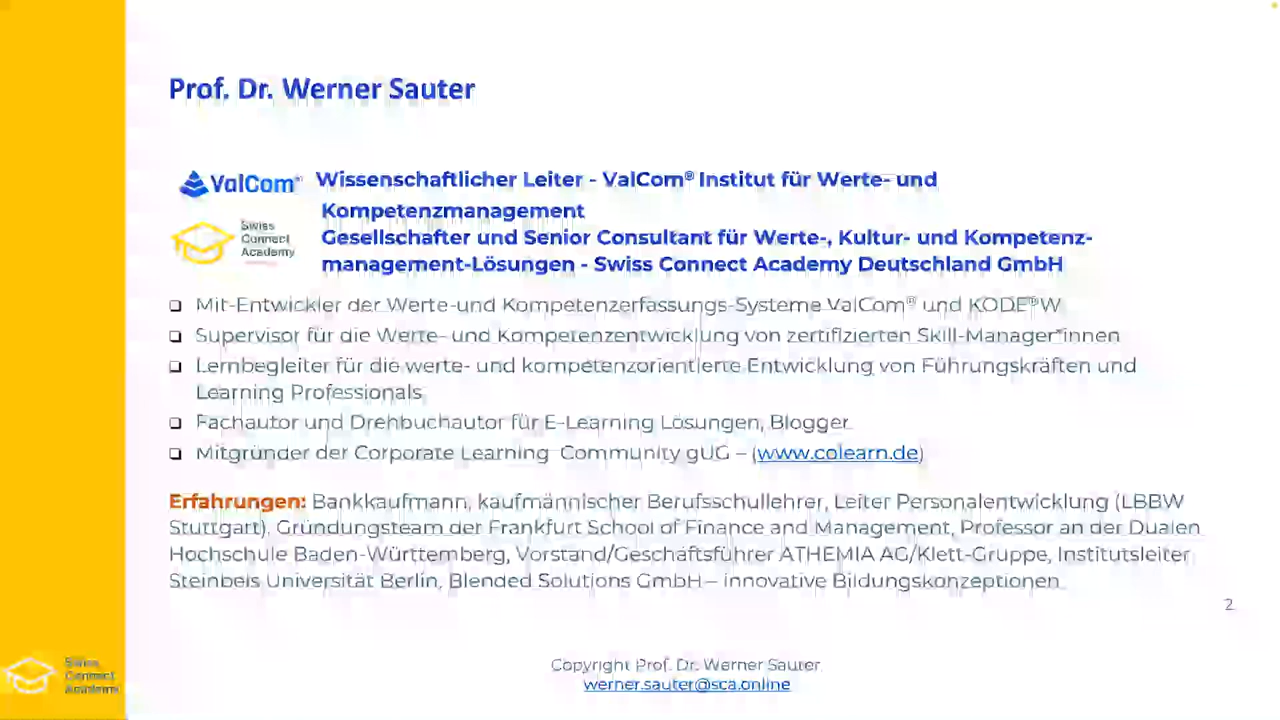 Prof. Dr. Werner Sauter
ValCom® Wissenschaftlicher Leiter - ValCom® Institut für Werte- und
Kompetenzmanagement
Swiss
Connect
Academy
Gesellschafter und Senior Consultant für Werte-, Kultur- und Kompetenz-
management-Lösungen - Swiss Connect Academy Deutschland GmbH
❑ Mit-Entwickler der Werte-und Kompetenzerfassungs-Systeme ValCom® und KODE®W
❑ Supervisor für die Werte- und Kompetenzentwicklung von zertifizierten Skill-Manager*innen
❑ Lernbegleiter für die werte- und kompetenzorientierte Entwicklung von Führungskräften und
Learning Professionals
❑ Fachautor und Drehbuchautor für E-Learning Lösungen, Blogger
❑ Mitgründer der Corporate Learning Community gUG – (www.colearn.de)
Erfahrungen: Bankkaufmann, kaufmännischer Berufsschullehrer, Leiter Personalentwicklung (LBBW
Stuttgart), Gründungsteam der Frankfurt School of Finance and Management, Professor an der Dualen
Hochschule Baden-Württemberg, Vorstand/Geschäftsführer ATHEMIA AG/Klett-Gruppe, Institutsleiter
Steinbeis Universität Berlin, Blended Solutions GmbH – innovative Bildungskonzeptionen
2
Swiss
Connect
Academy
Copyright Prof. Dr. Werner Sauter
werner.sauter@sca.online